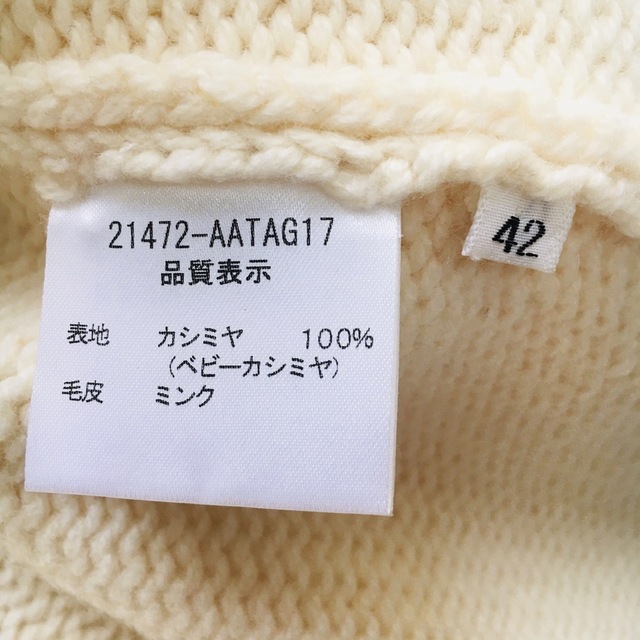 21472-AATAG17
品質表示
表地 カシミヤ 100%
(ベビーカシミヤ)
毛皮 ミンク
42